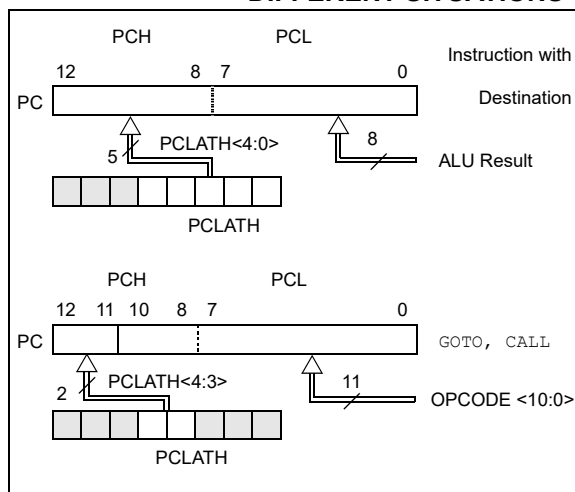 PCH PCL
12 8 7 0
Instruction with
PC
Destination
5 PCLATH<4:0> 8
ALU Result
PCLATH
PCH PCL
12 11 10 8 7 0
PC GOTO, CALL
2 PCLATH<4:3> 11
OPCODE <10:0>
PCLATH